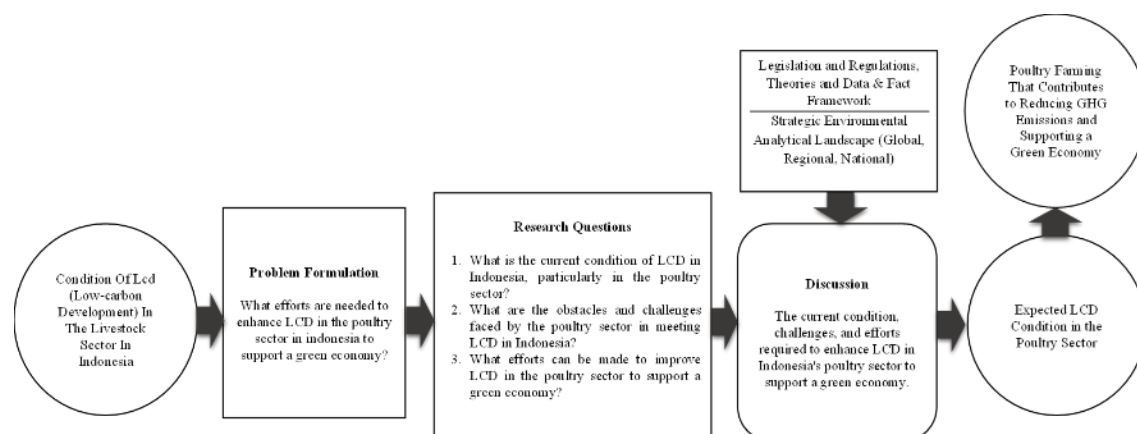 Condition Of Lcd
(Low-carbon
Development) In
The Livestock
Sector In
Indonesia
Problem Formulation
What efforts are needed to
enhance LCD in the poultry
sector in indonesia to
support a green economy?
Research Questions
1. What is the current condition of LCD in
Indonesia, particularly in the poultry
sector?
2. What are the obstacles and challenges
faced by the poultry sector in meeting
LCD in Indonesia?
3. What efforts can be made to improve
LCD in the poultry sector to support a
green economy?
Legislation and Regulations,
Theories and Data & Fact
Framework
Strategic Environmental
Analytical Landscape (Global,
Regional, National)
Discussion
The current condition,
challenges, and efforts
required to enhance LCD in
Indonesia's poultry sector to
support a green economy.
Expected LCD
Condition in the
Poultry Sector
Poultry Farming
That Contributes
to Reducing GHG
Emissions and
Supporting a
Green Economy